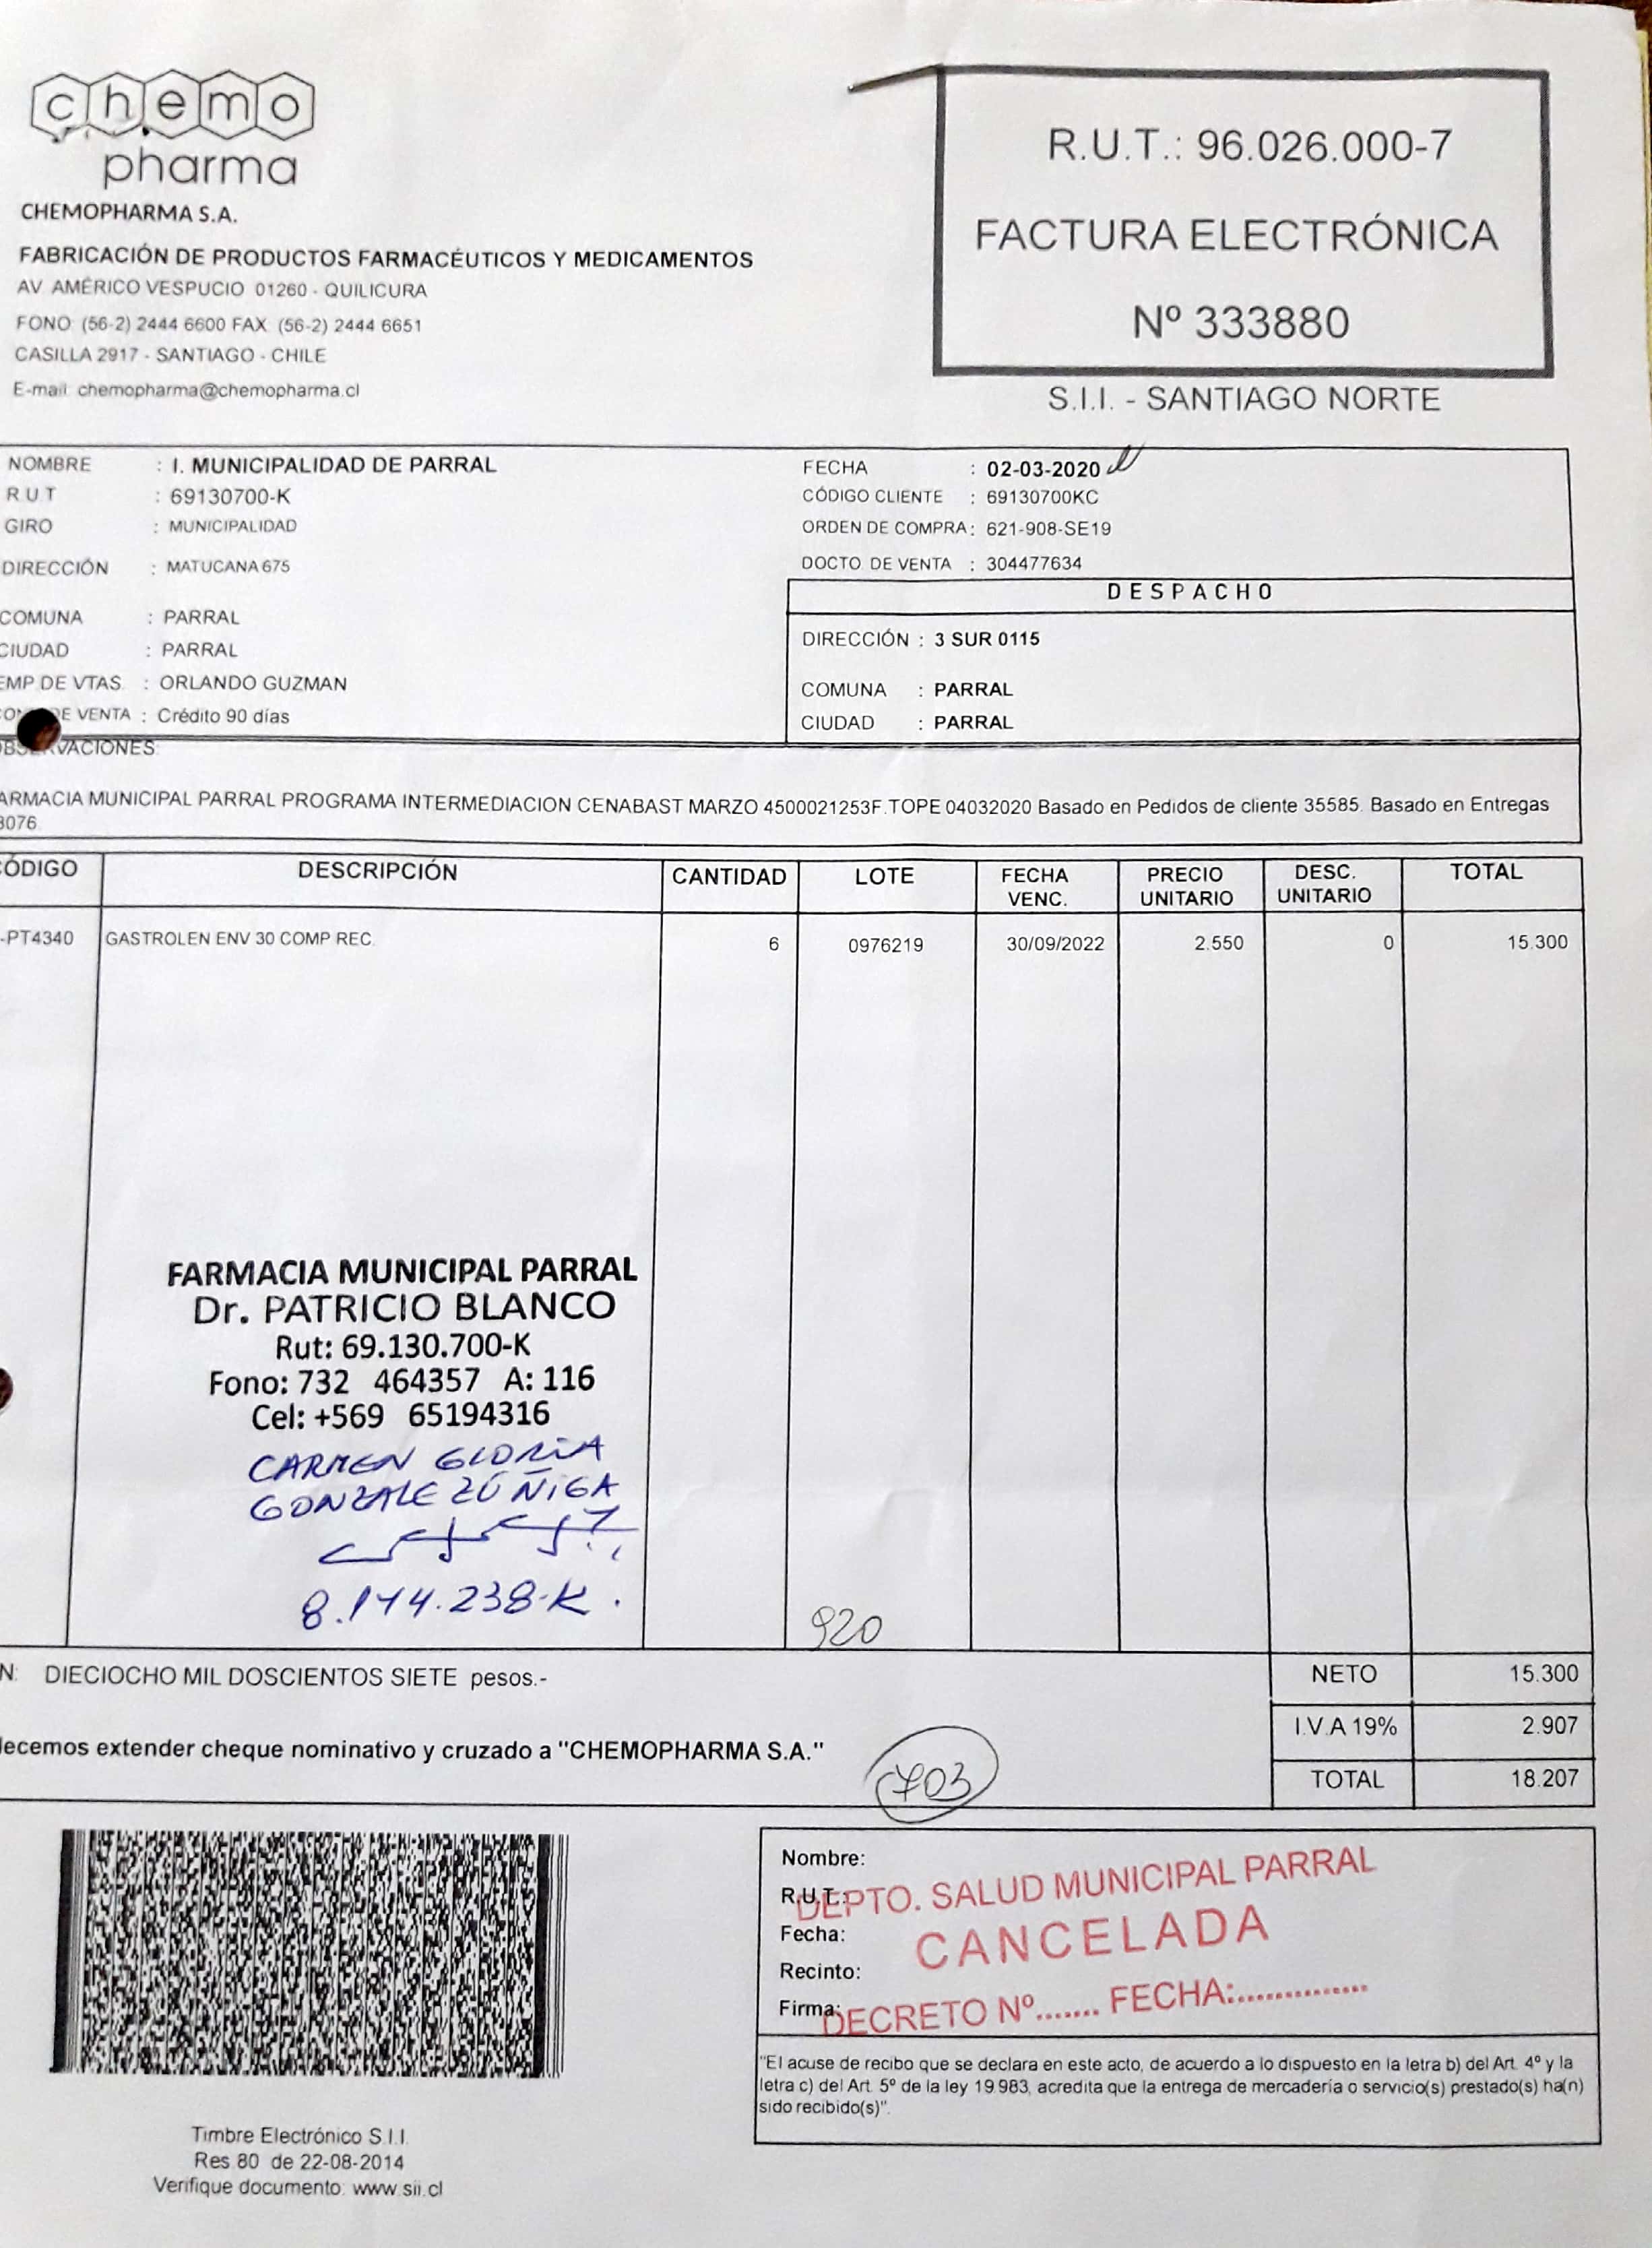 chemo
pharma
CHEMOPHARMA S.A.
FABRICACIÓN DE PRODUCTOS FARMACÉUTICOS Y MEDICAMENTOS
AV. AMÉRICO VESPUCIO 01260 - QUILICURA
FONO: (56-2) 2444 6600 FAX: (56-2) 2444 6651
CASILLA 2917 - SANTIAGO - CHILE
E-mail: chemopharma@chemopharma.cl
R.U.T.: 96.026.000-7
FACTURA ELECTRÓNICA
Nº 333880
S.I.I. - SANTIAGO NORTE
NOMBRE : I. MUNICIPALIDAD DE PARRAL
R U T : 69130700-K
GIRO : MUNICIPALIDAD
DIRECCIÓN : MATUCANA 675
COMUNA : PARRAL
CIUDAD : PARRAL
EMP DE VTAS. : ORLANDO GUZMAN
DE VENTA : Crédito 90 días
FECHA : 02-03-2020
CÓDIGO CLIENTE : 69130700KC
ORDEN DE COMPRA : 621-908-SE19
DOCTO. DE VENTA : 304477634
DESPACHO
DIRECCIÓN : 3 SUR 0115
COMUNA : PARRAL
CIUDAD : PARRAL
OBSERVACIONES:
ARMACIA MUNICIPAL PARRAL PROGRAMA INTERMEDIACION CENABAST MARZO 4500021253F.TOPE 04032020 Basado en Pedidos de cliente 35585. Basado en Entregas
3076.
CÓDIGO DESCRIPCIÓN CANTIDAD LOTE FECHA VENC. PRECIO UNITARIO DESC. UNITARIO TOTAL
-PT4340 GASTROLEN ENV 30 COMP REC. 6 0976219 30/09/2022 2.550 0 15.300
FARMACIA MUNICIPAL PARRAL
Dr. PATRICIO BLANCO
Rut: 69.130.700-K
Fono: 732 464357 A: 116
Cel: +569 65194316
CARMEN GLORIA
GONZALE ZÚÑIGA
8.144.238-K.
920
N: DIECIOCHO MIL DOSCIENTOS SIETE pesos.-
NETO 15.300
I.V.A 19% 2.907
TOTAL 18.207
decemos extender cheque nominativo y cruzado a "CHEMOPHARMA S.A."
703
Nombre:
R.U.T.:
Fecha:
Recinto:
Firma:
DEPTO. SALUD MUNICIPAL PARRAL
CANCELADA
DECRETO Nº....... FECHA:..............
"El acuse de recibo que se declara en este acto, de acuerdo a lo dispuesto en la letra b) del Art. 4º y la
letra c) del Art. 5º de la ley 19.983, acredita que la entrega de mercadería o servicio(s) prestado(s) ha(n)
sido recibido(s)".
Timbre Electrónico S.I.I.
Res.80 de 22-08-2014
Verifique documento: www.sii.cl